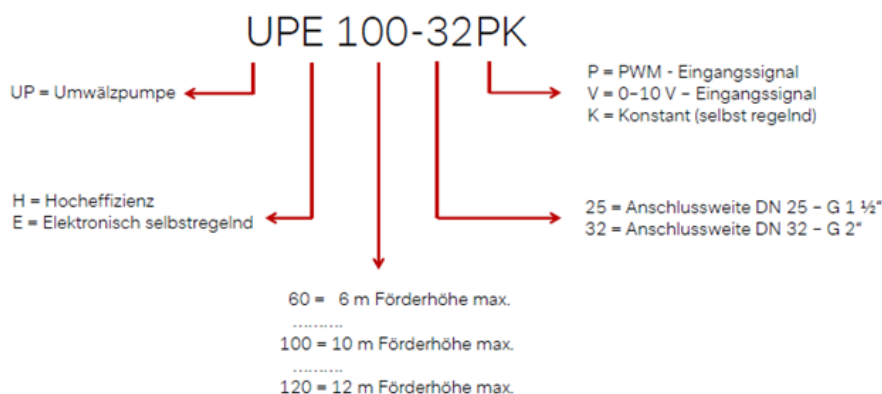 UPE 100-32PK
UP = Umwälzpumpe
P = PWM - Eingangssignal
V = 0–10 V – Eingangssignal
K = Konstant (selbst regelnd)
H = Hocheffizienz
E = Elektronisch selbstregelnd
25 = Anschlussweite DN 25 – G 1 ½“
32 = Anschlussweite DN 32 – G 2“
60 = 6 m Förderhöhe max.
..........
100 = 10 m Förderhöhe max.
..........
120 = 12 m Förderhöhe max.